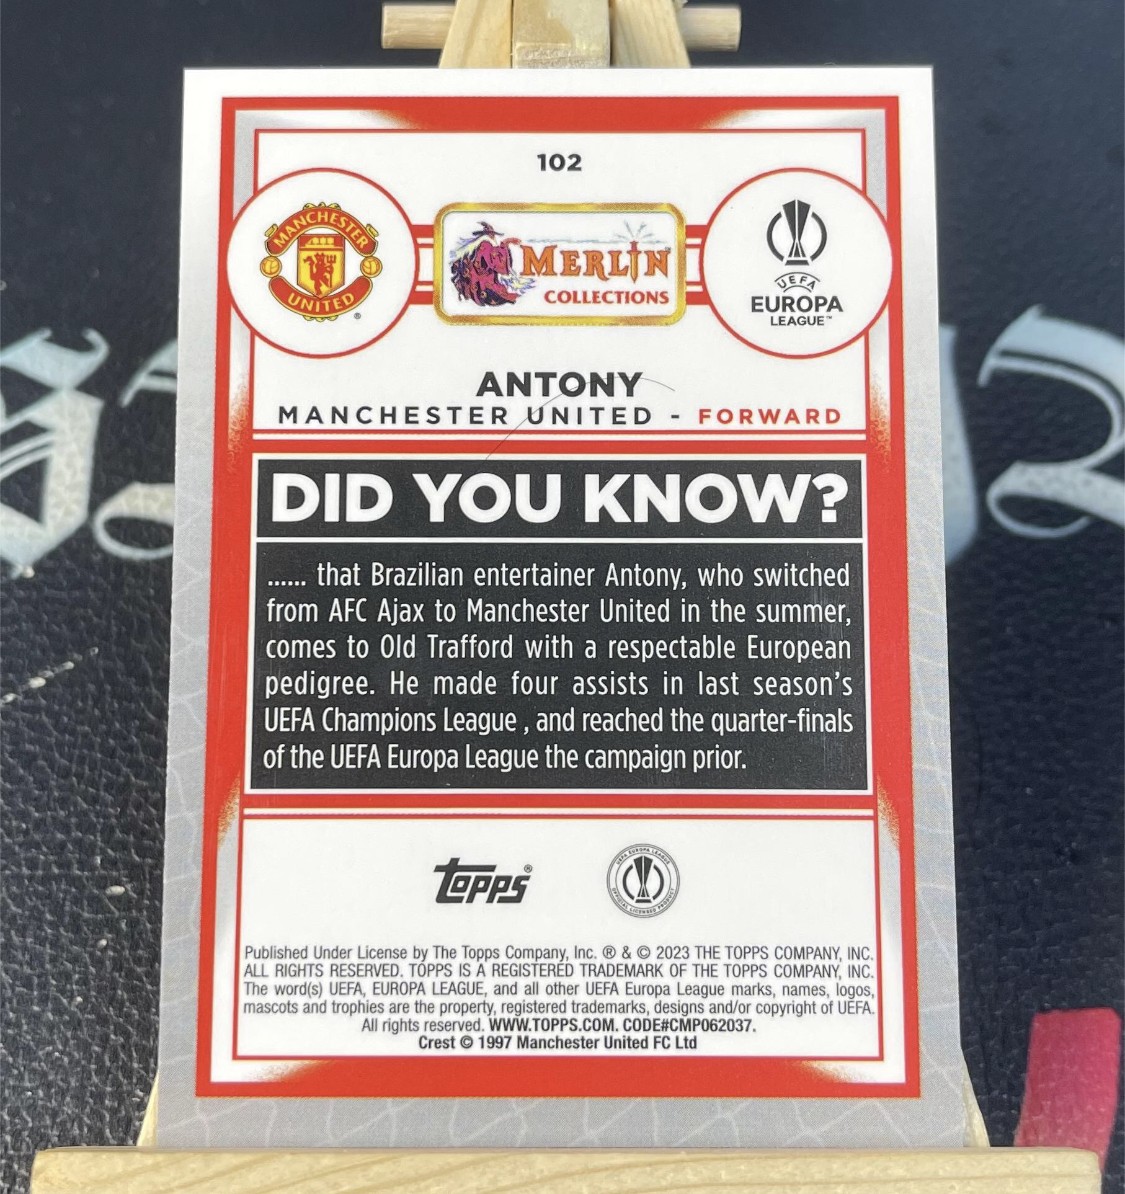 102
MANCHESTER
UNITED
®
MERLIN
COLLECTIONS
UEFA
EUROPA
LEAGUE™
ANTONY
MANCHESTER UNITED - FORWARD
DID YOU KNOW?
...... that Brazilian entertainer Antony, who switched
from AFC Ajax to Manchester United in the summer,
comes to Old Trafford with a respectable European
pedigree. He made four assists in last season's
UEFA Champions League , and reached the quarter-finals
of the UEFA Europa League the campaign prior.
topps®
UEFA EUROPA LEAGUE
OFFICIAL LICENSED PRODUCT
Published Under License by The Topps Company, Inc. ® & © 2023 THE TOPPS COMPANY, INC.
ALL RIGHTS RESERVED. TOPPS IS A REGISTERED TRADEMARK OF THE TOPPS COMPANY, INC.
The word(s) UEFA, EUROPA LEAGUE, and all other UEFA Europa League marks, names, logos,
mascots and trophies are the property, registered trademarks, designs and/or copyright of UEFA.
All rights reserved. WWW.TOPPS.COM. CODE#CMP062037.
Crest © 1997 Manchester United FC Ltd